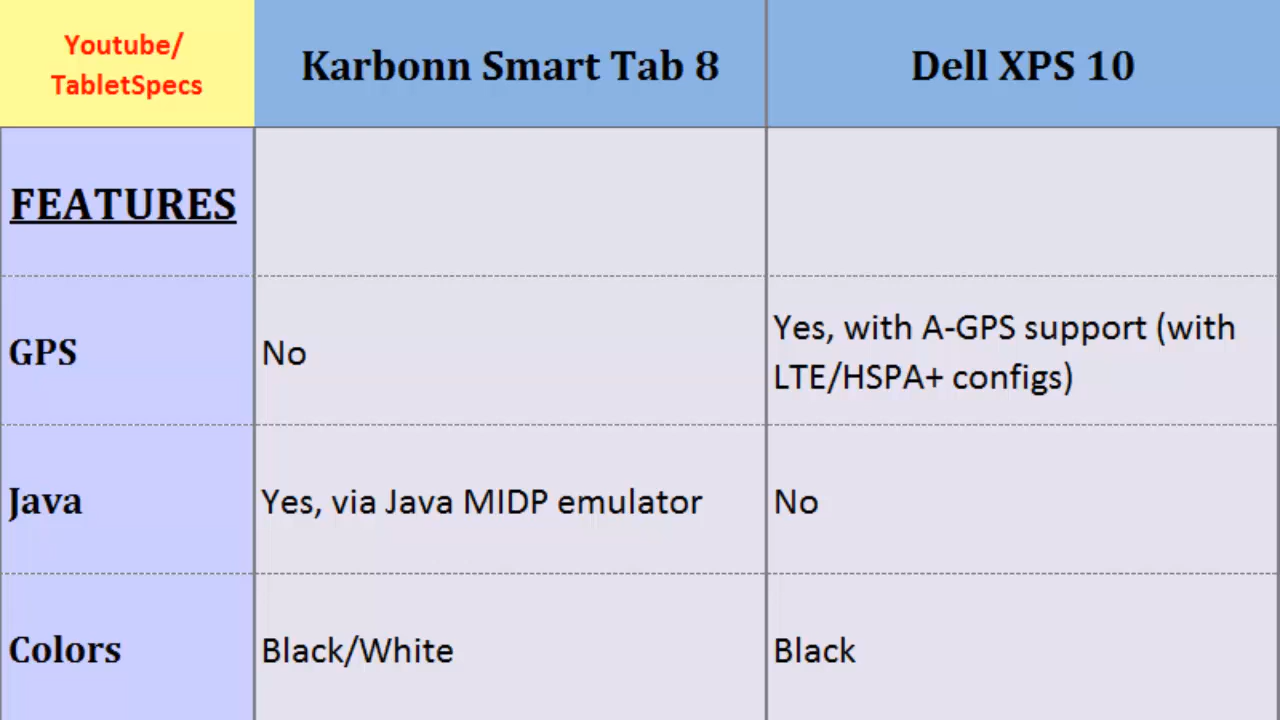 Youtube/
TabletSpecs
Karbonn Smart Tab 8
Dell XPS 10
FEATURES
GPS
No
Yes, with A-GPS support (with
LTE/HSPA+ configs)
Java
Yes, via Java MIDP emulator
No
Colors
Black/White
Black